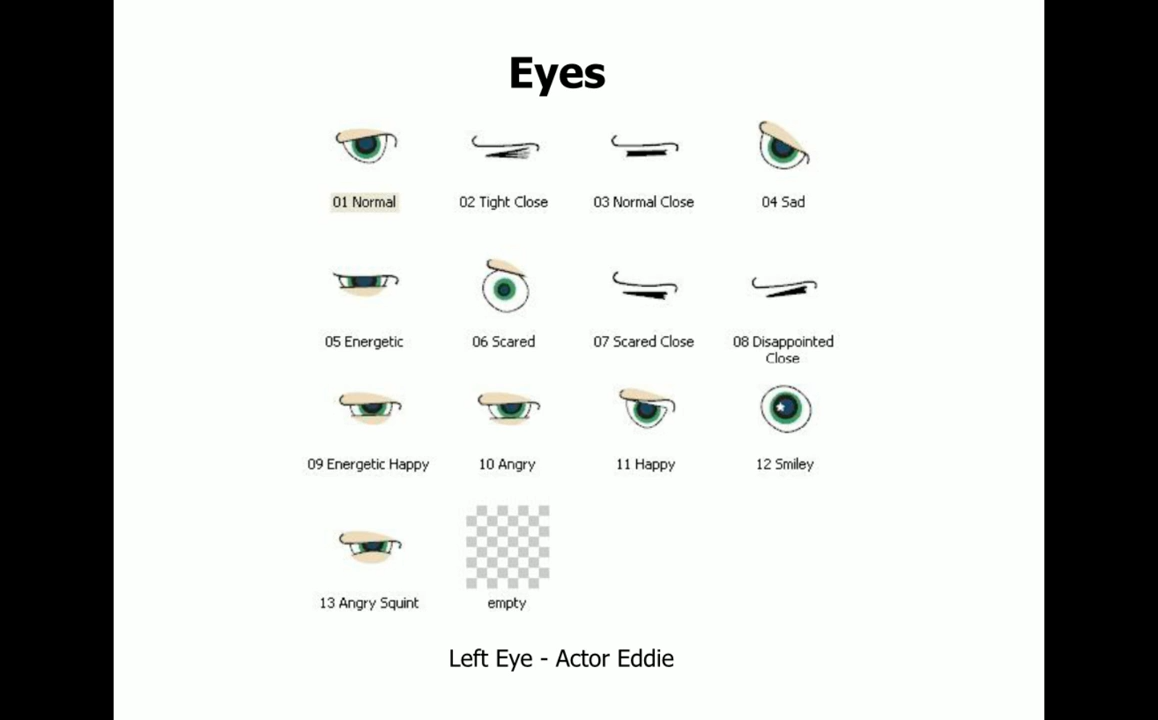 Eyes
01 Normal
02 Tight Close
03 Normal Close
04 Sad
05 Energetic
06 Scared
07 Scared Close
08 Disappointed
Close
09 Energetic Happy
10 Angry
11 Happy
12 Smiley
13 Angry Squint
empty
Left Eye - Actor Eddie